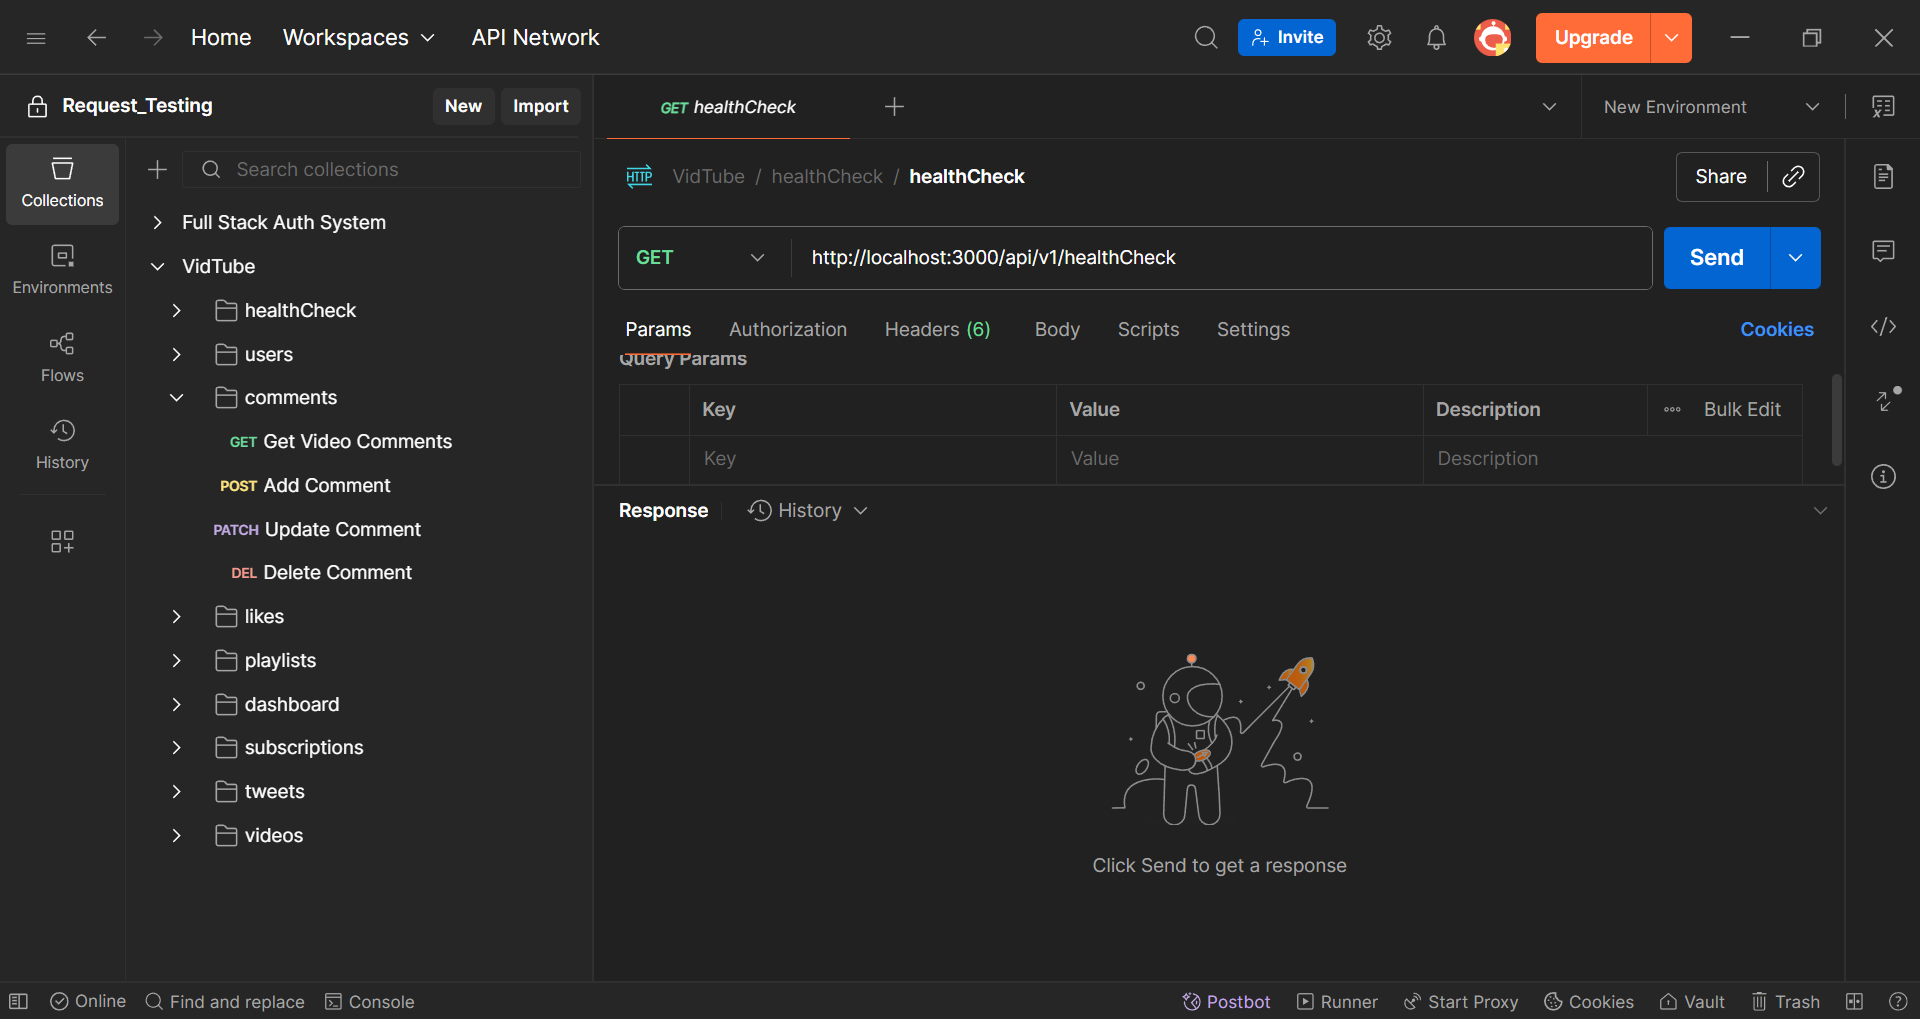 Home Workspaces API Network Invite Upgrade
Request_Testing New Import GET healthCheck New Environment
Collections
Environments
Flows
History
Search collections
Full Stack Auth System
VidTube
healthCheck
users
comments
GET Get Video Comments
POST Add Comment
PATCH Update Comment
DEL Delete Comment
likes
playlists
dashboard
subscriptions
tweets
videos
HTTP VidTube / healthCheck / healthCheck Share
GET http://localhost:3000/api/v1/healthCheck Send
Params Authorization Headers (6) Body Scripts Settings Cookies
Query Params
Key Value Description Bulk Edit
Key Value Description
Response History
Click Send to get a response
Online Find and replace Console Postbot Runner Start Proxy Cookies Vault Trash